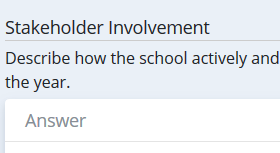 Stakeholder Involvement
Describe how the school actively and
the year.
Answer